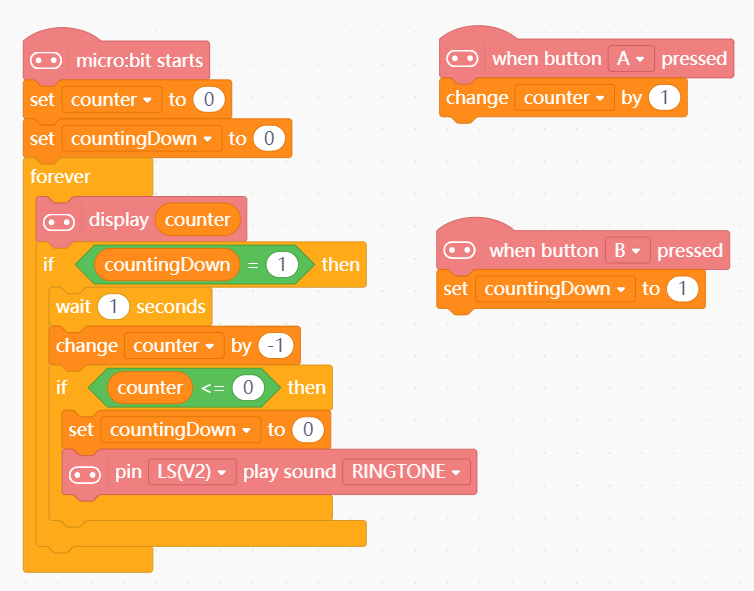 micro:bit starts
set counter to 0
set countingDown to 0
forever
display counter
if countingDown = 1 then
wait 1 seconds
change counter by -1
if counter <= 0 then
set countingDown to 0
pin LS(V2) play sound RINGTONE
when button A pressed
change counter by 1
when button B pressed
set countingDown to 1